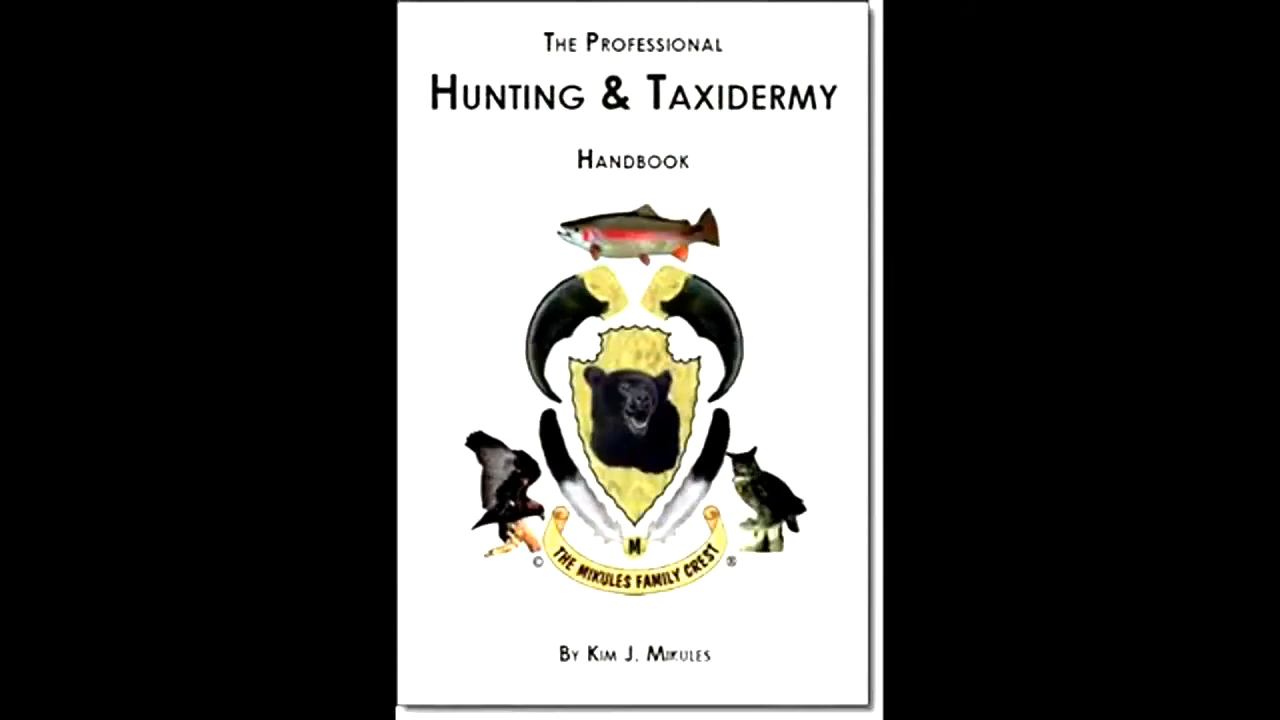 The Professional
Hunting & Taxidermy
Handbook
M
© THE MIKULES FAMILY CREST ®
By Kim J. Mikules